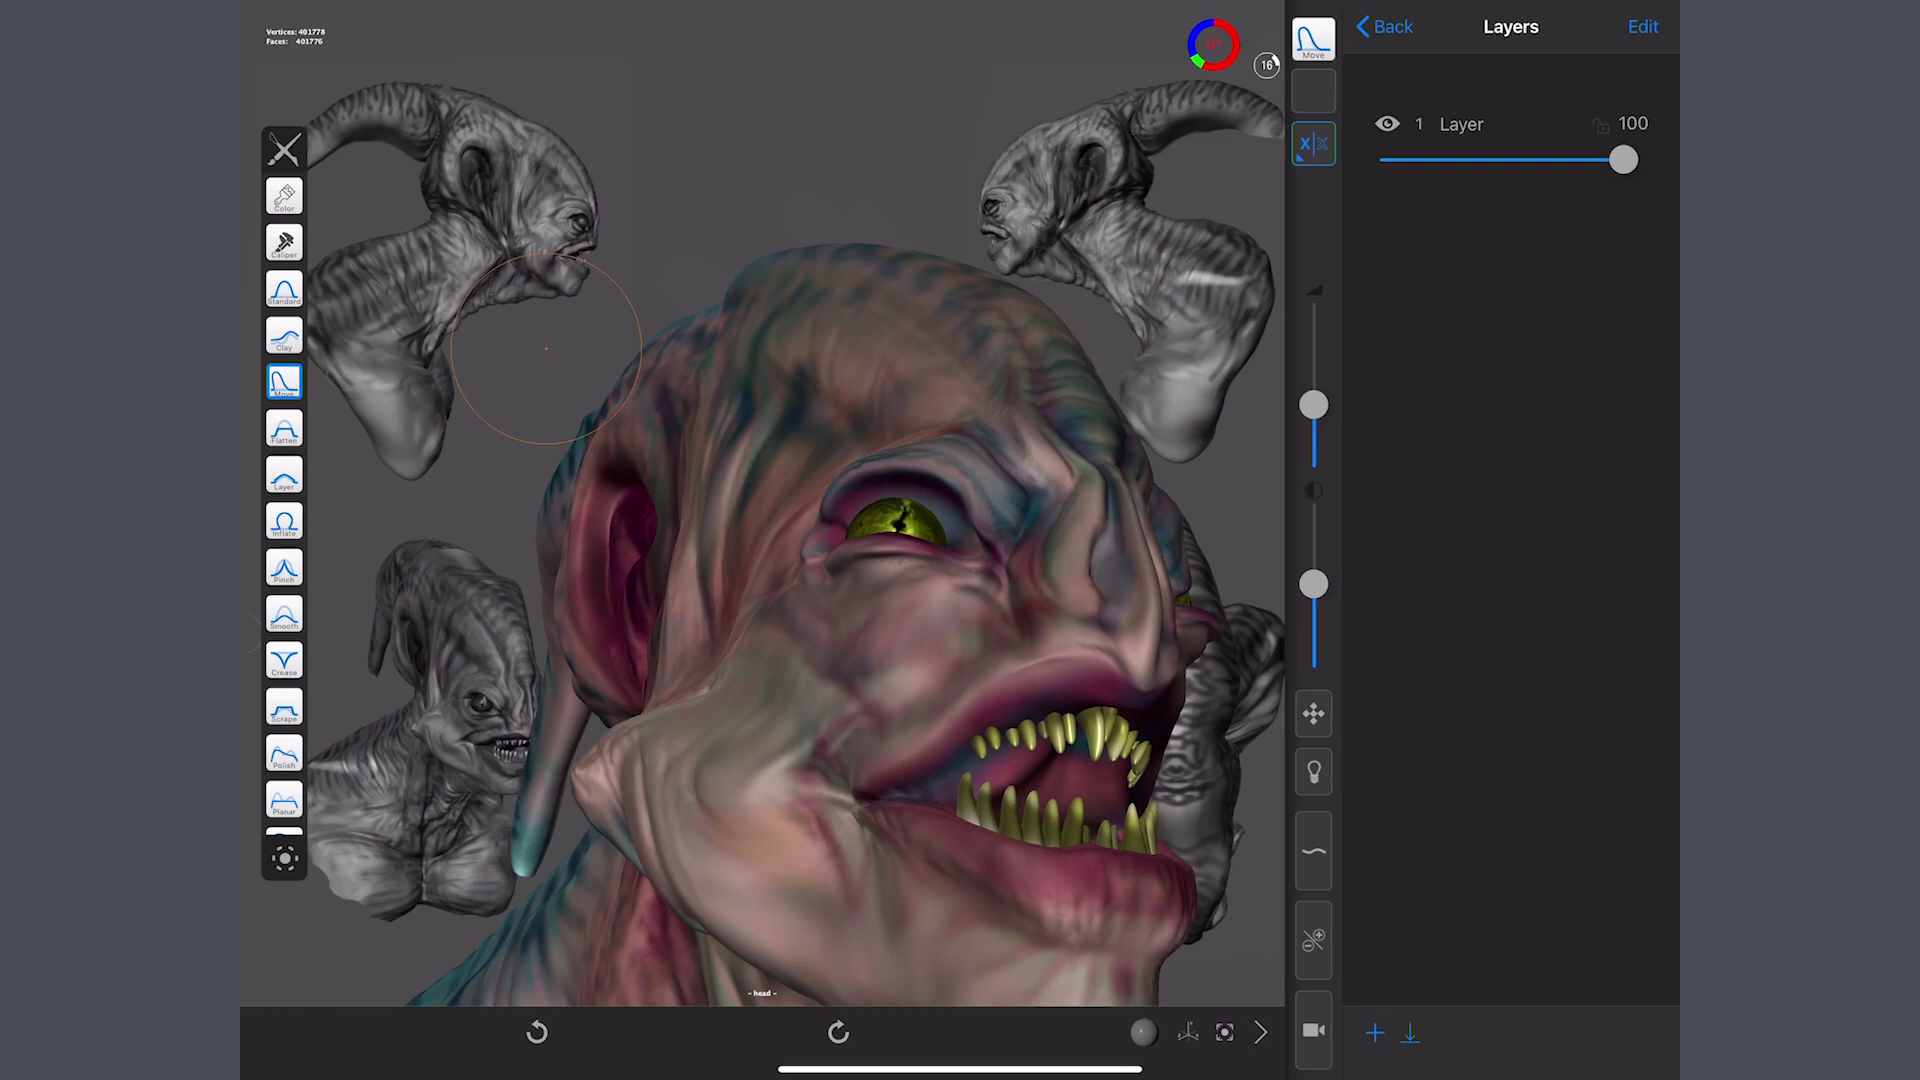 Vertices: 401778
Faces: 401776
16
Move
Back
Layers
Edit
1 Layer
100
X|X
Color
Caliper
Standard
Clay
Move
Flatten
Layer
Inflate
Pinch
Smooth
Crease
Scrape
Polish
Planar
- head -